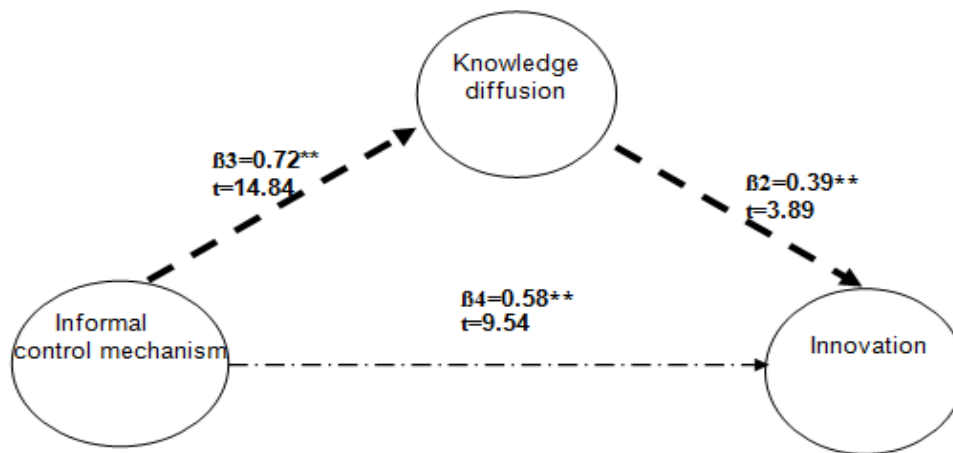 Knowledge
diffusion
ß3=0.72**
t=14.84
ß2=0.39**
t=3.89
ß4=0.58**
t=9.54
Informal
control mechanism
Innovation